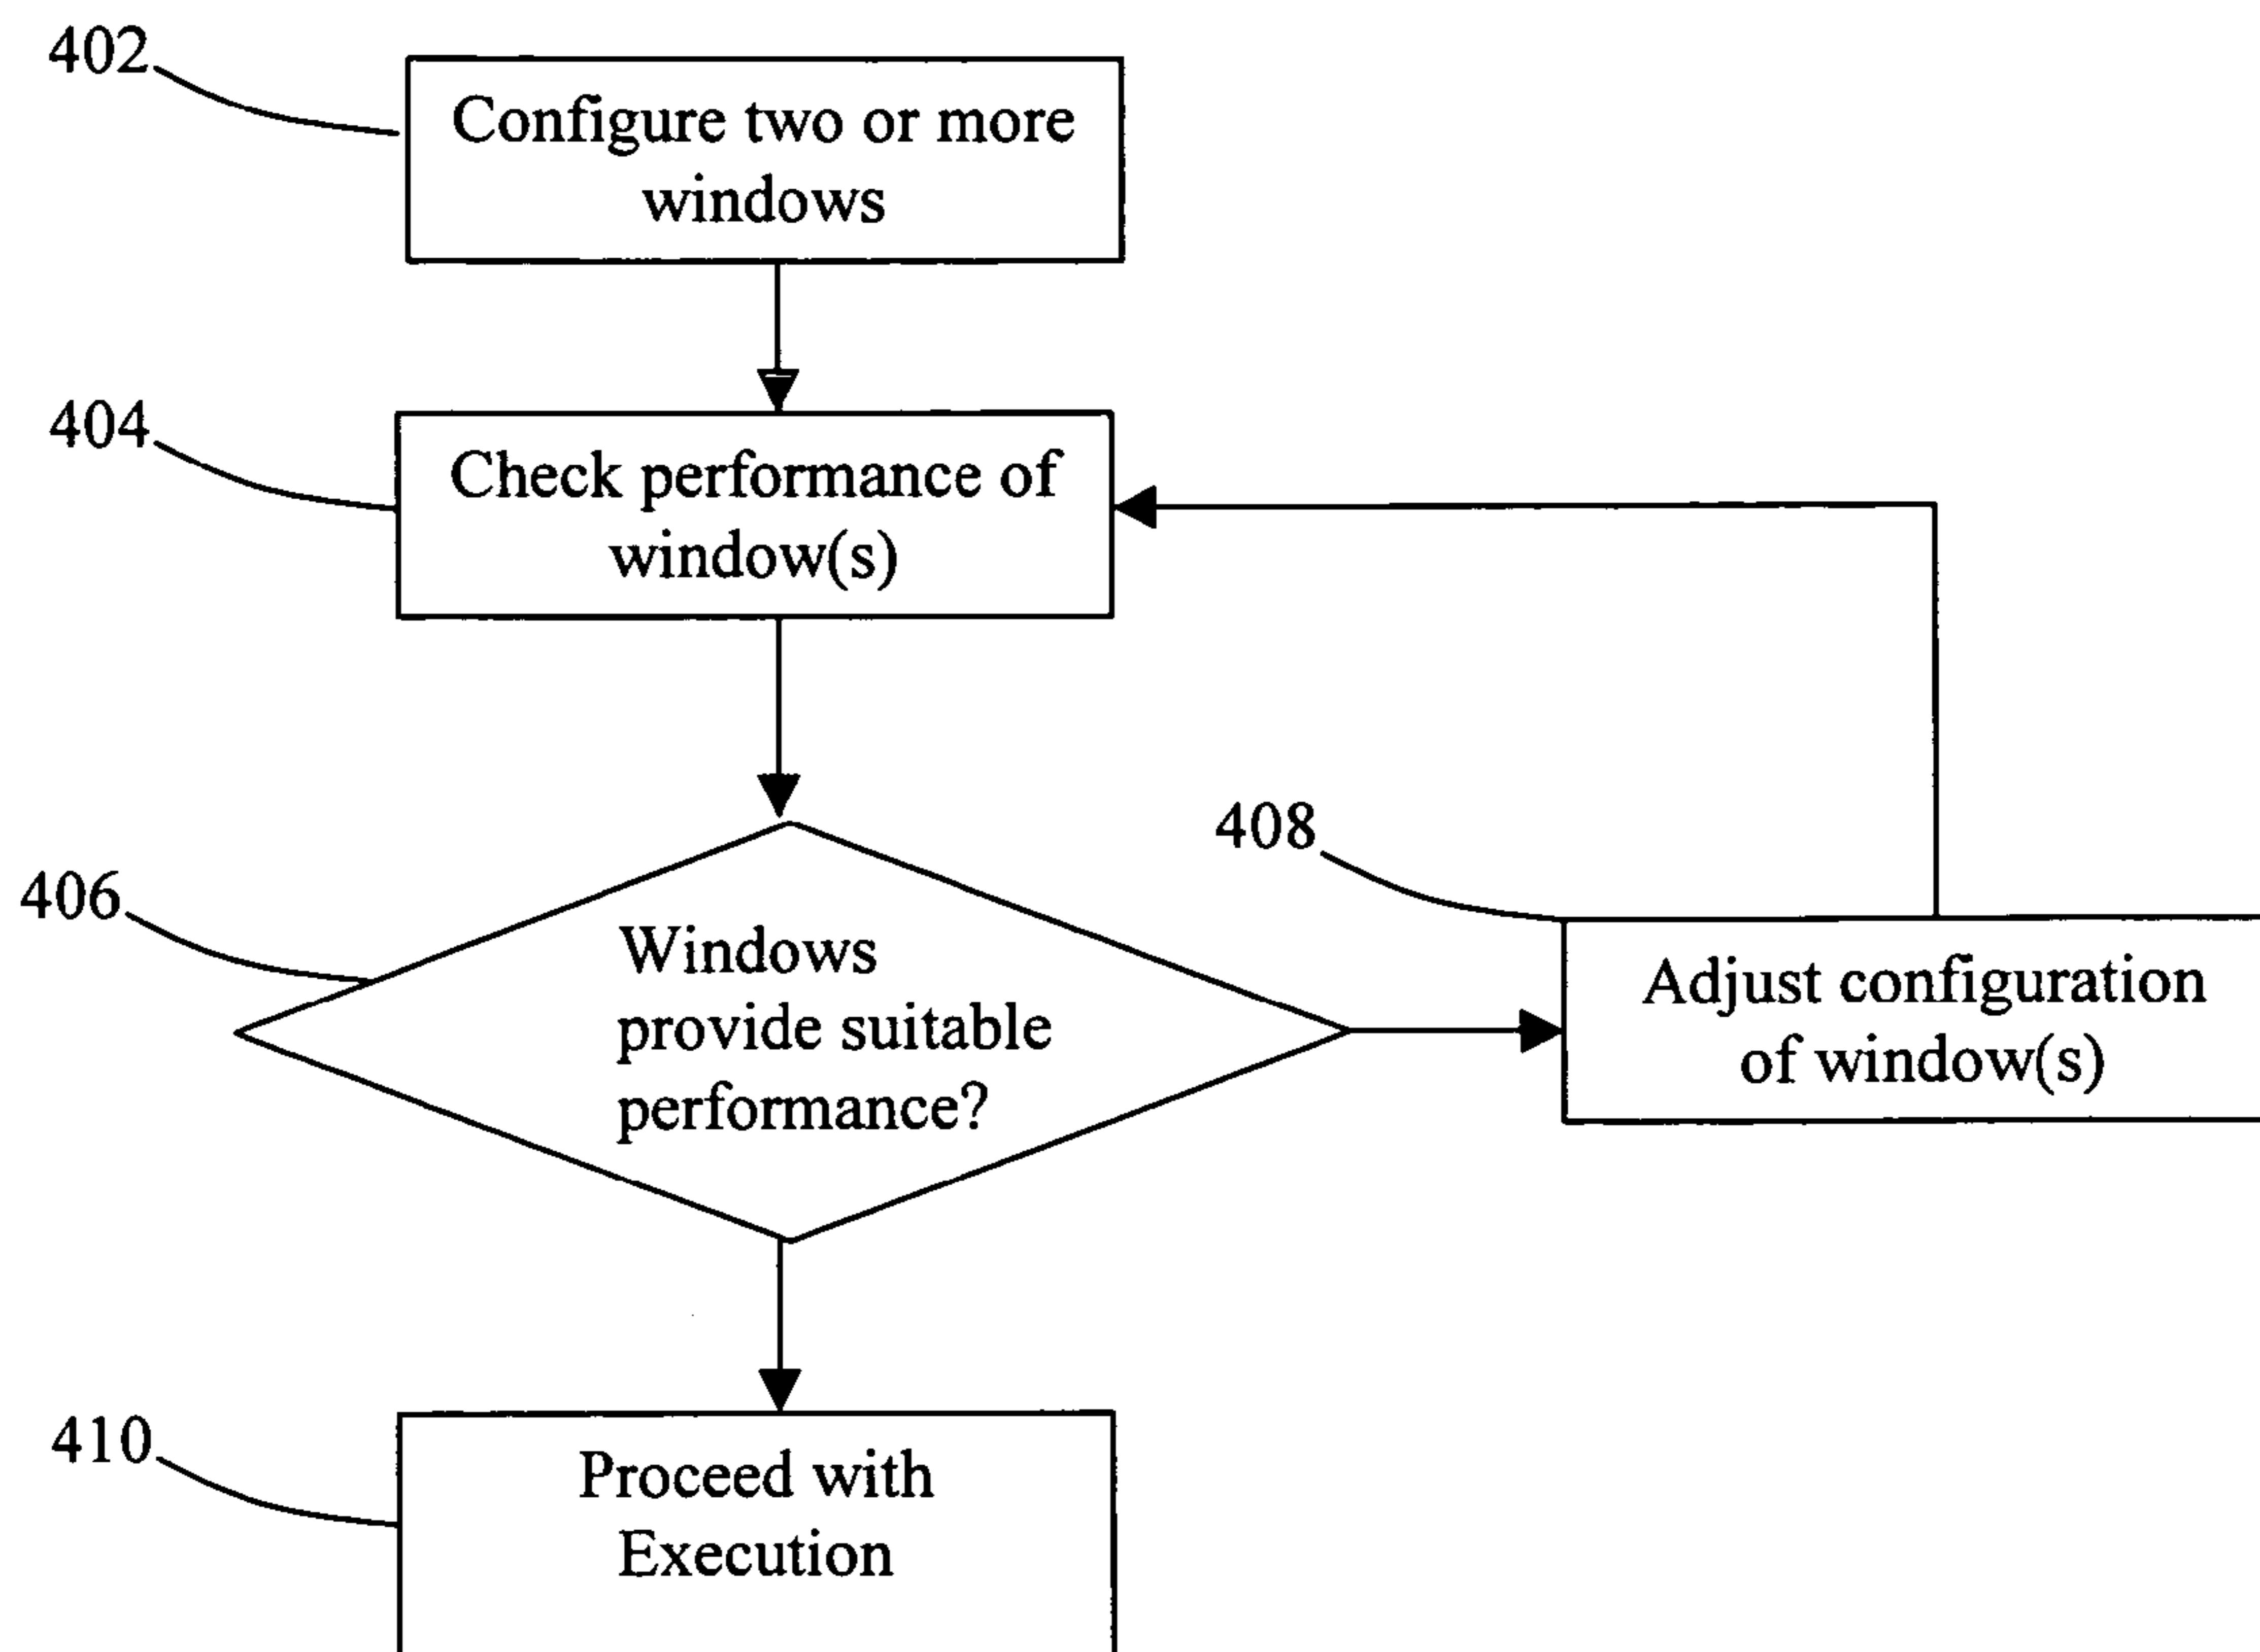 402
Configure two or more
windows
404
Check performance of
window(s)
406
Windows
provide suitable
performance?
408
Adjust configuration
of window(s)
410
Proceed with
Execution